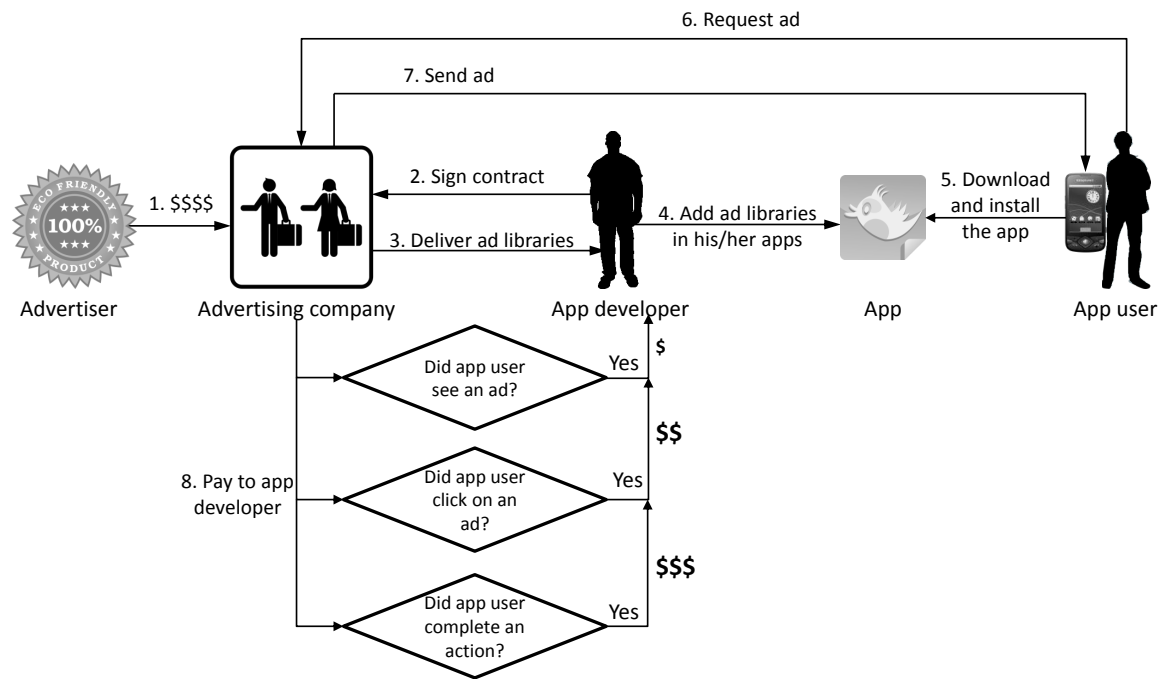 6. Request ad
7. Send ad
ECO FRIENDLY
100%
PRODUCT
1. $$$$
2. Sign contract
3. Deliver ad libraries
4. Add ad libraries
in his/her apps
5. Download
and install
the app
Advertiser
Advertising company
App developer
App
App user
Did app user
see an ad?
Yes
$
8. Pay to app
developer
Did app user
click on an
ad?
Yes
$$
Did app user
complete an
action?
Yes
$$$